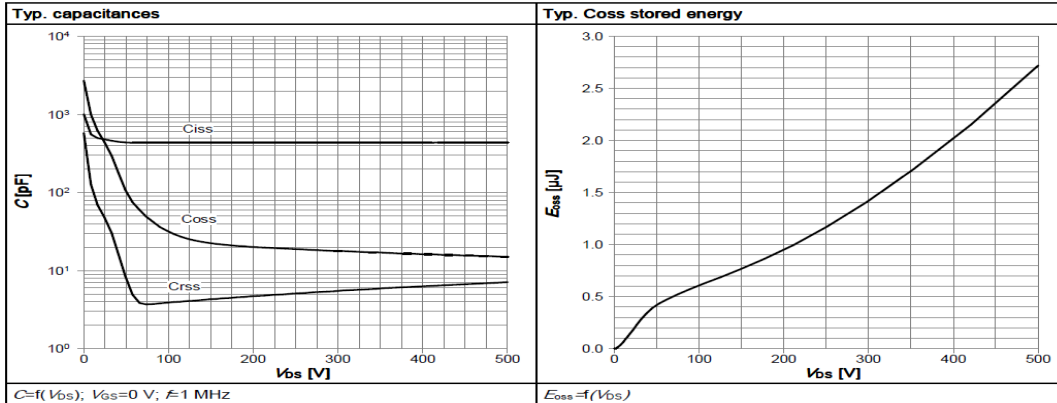 Typ. capacitances
10⁴
10³
10²
10¹
10⁰
C [pF]
Ciss
Coss
Crss
0 100 200 300 400 500
VDS [V]
C=f(VDS); VGS=0 V; f=1 MHz
Typ. Coss stored energy
3.0
2.5
2.0
1.5
1.0
0.5
0.0
Eoss [µJ]
0 100 200 300 400 500
VDS [V]
Eoss=f(VDS)